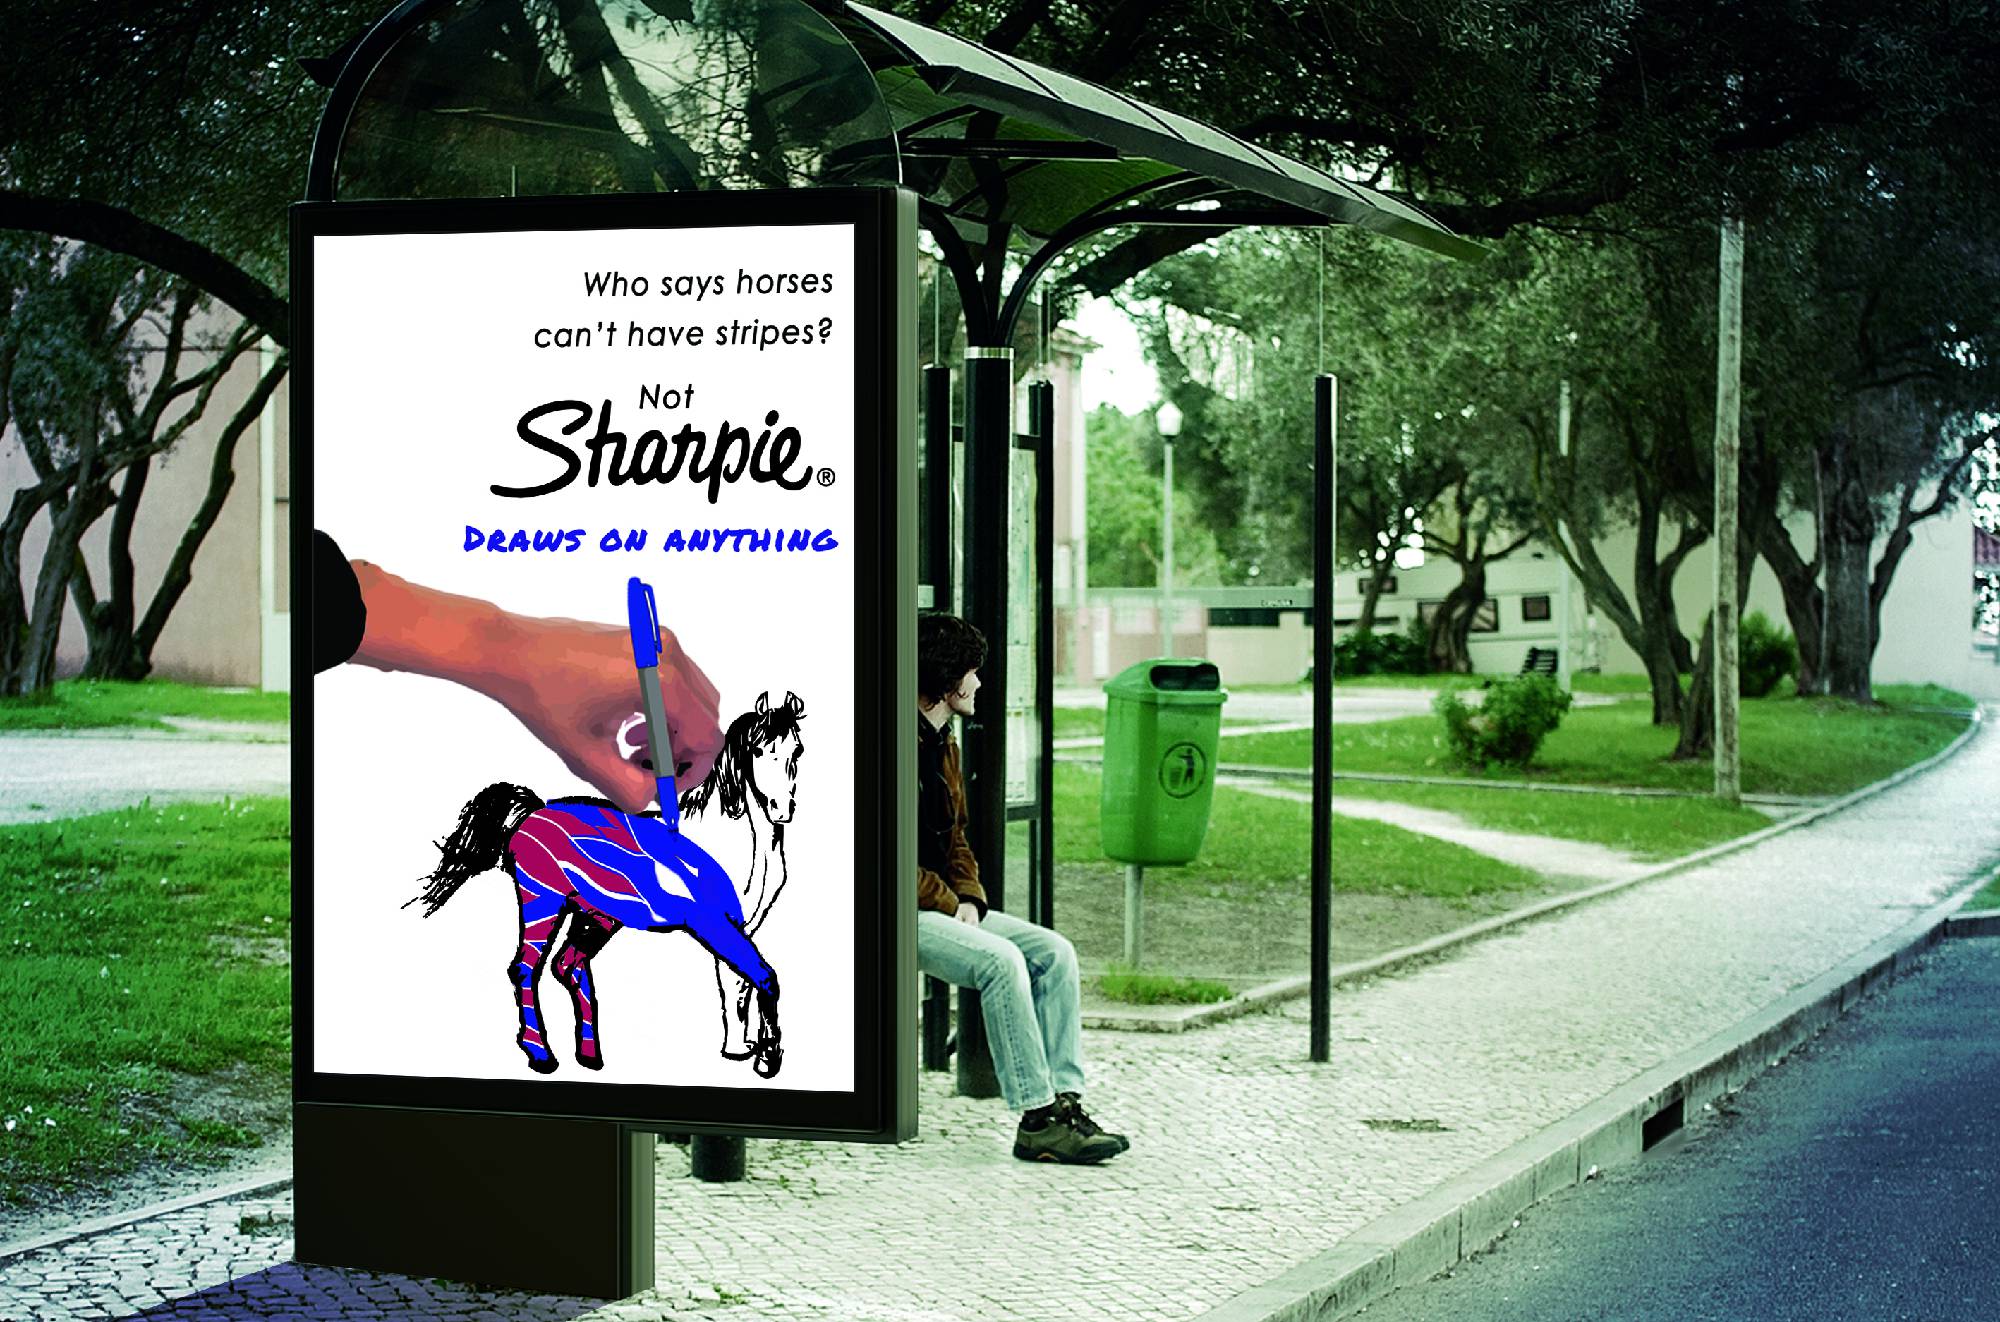 Who says horses
can't have stripes?
Not
Sharpie®
Draws on anything